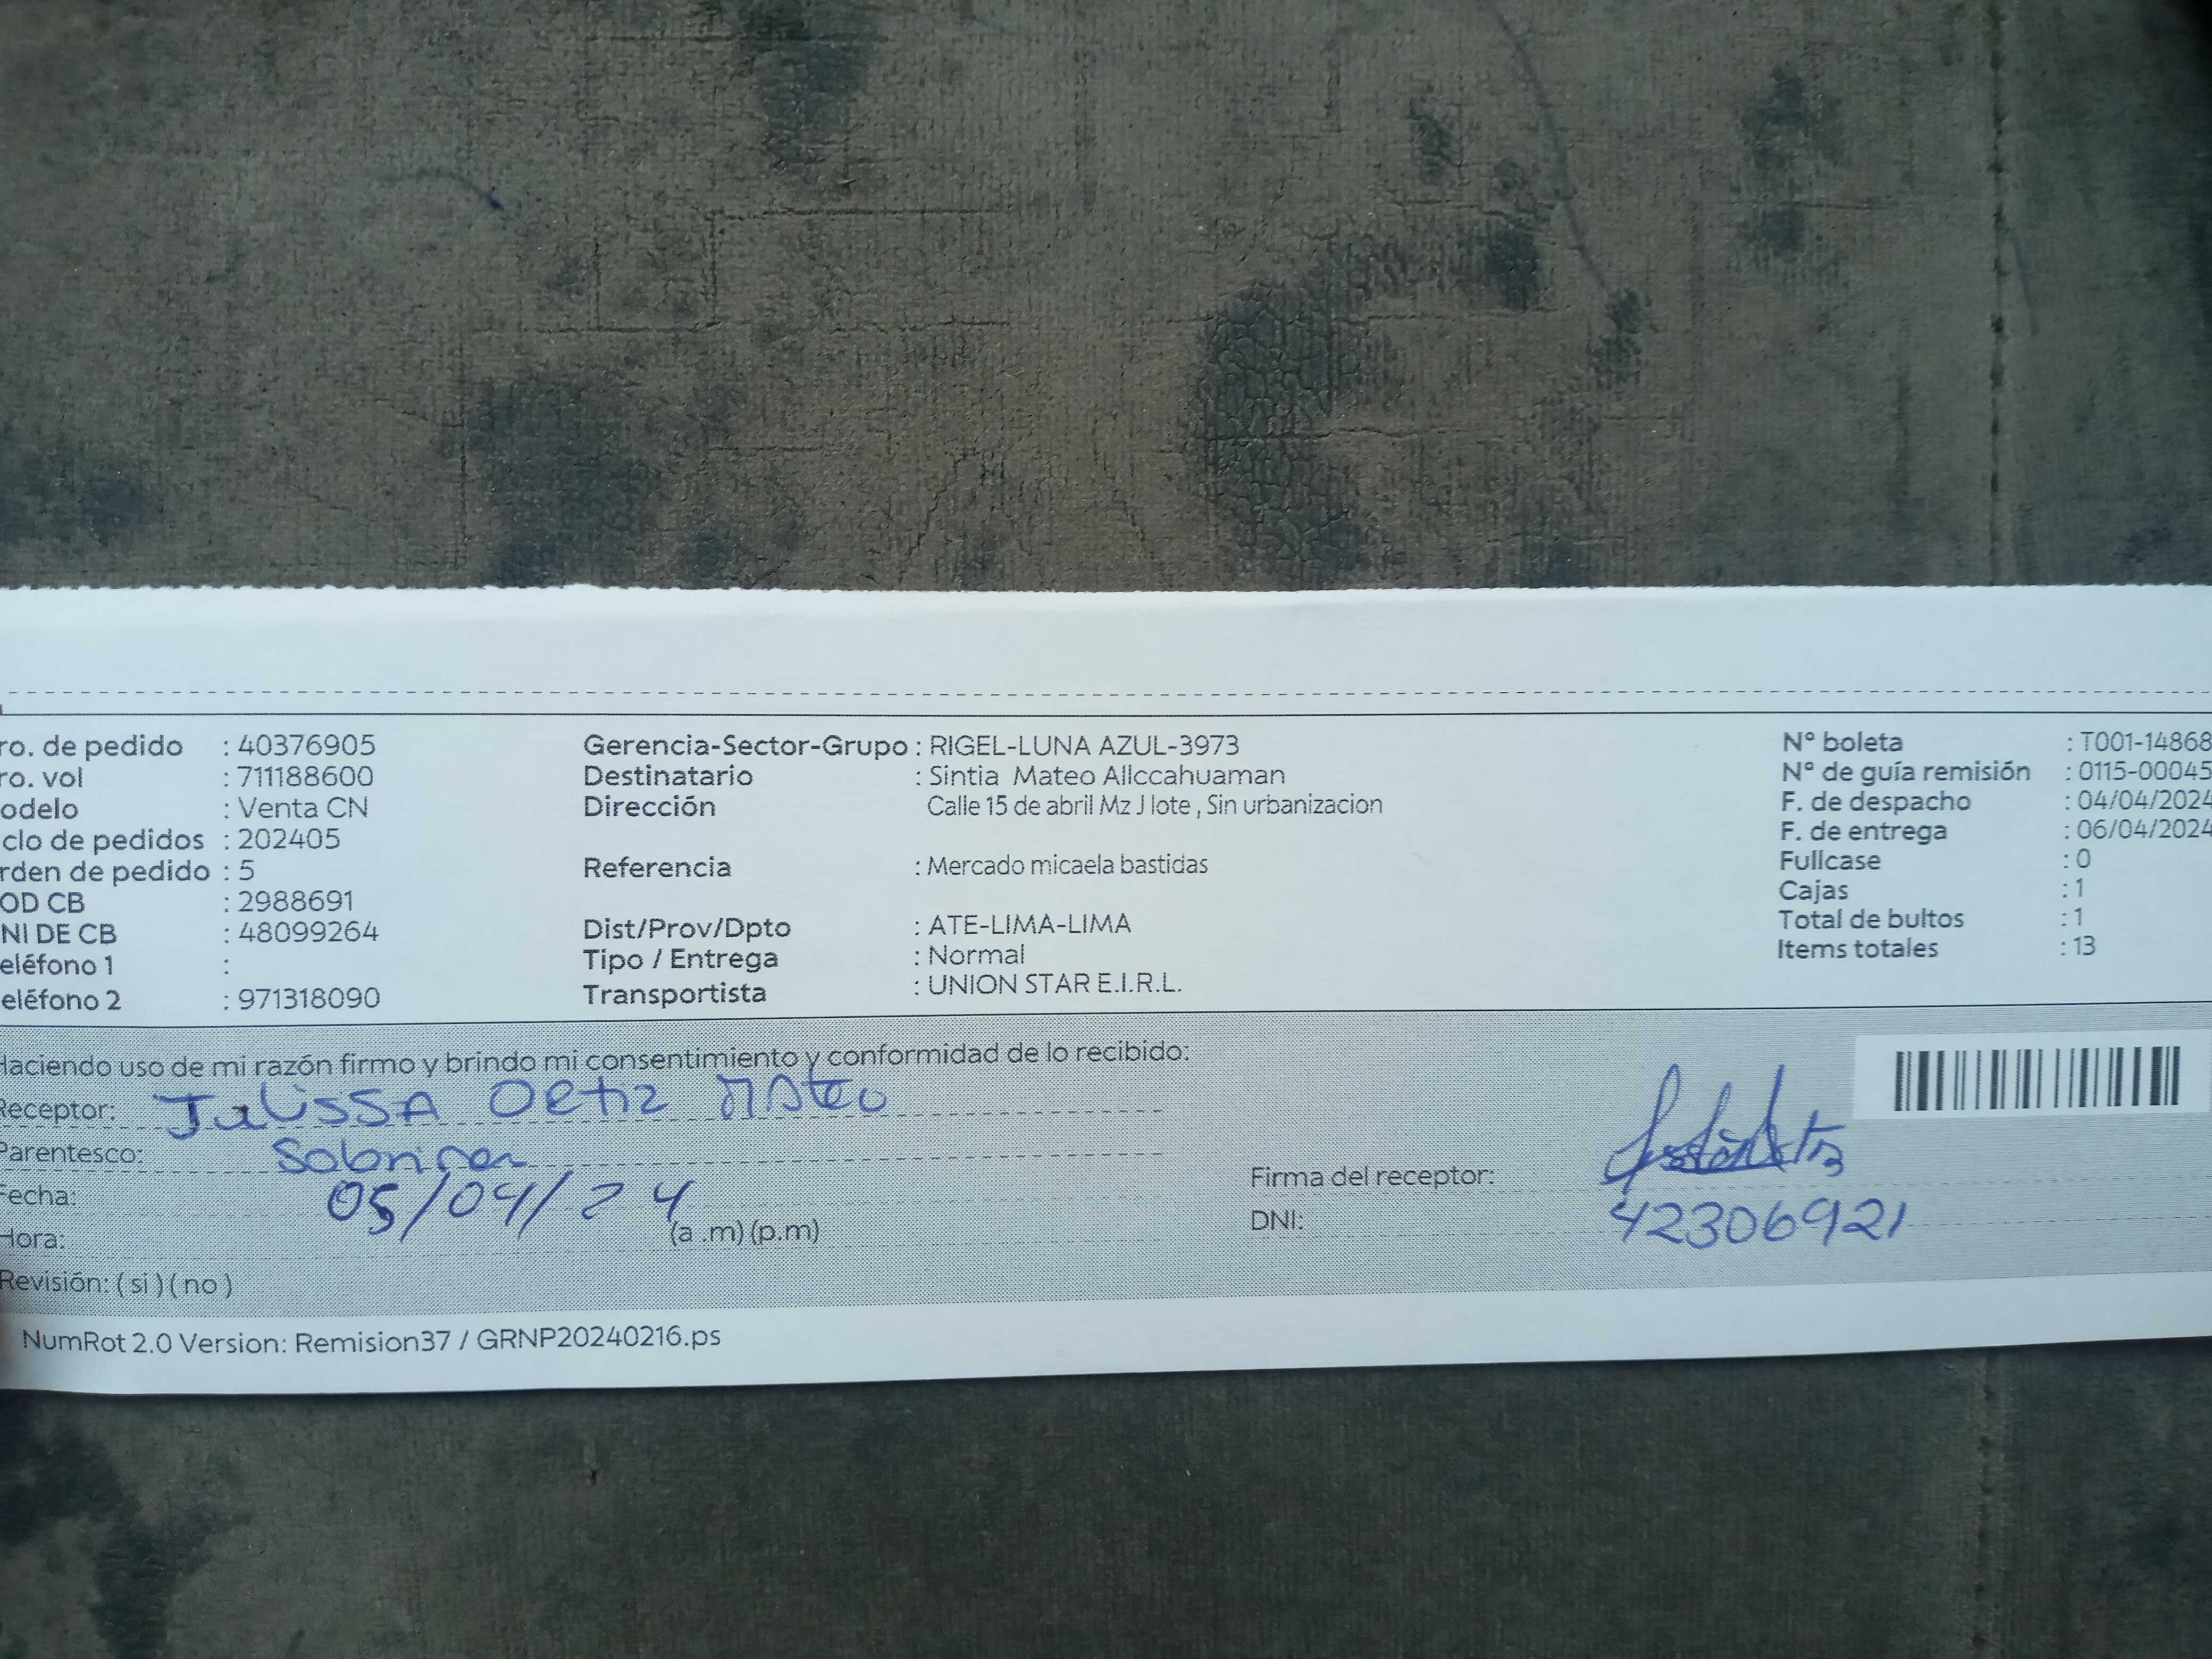 ro. de pedido : 40376905 Gerencia-Sector-Grupo : RIGEL-LUNA AZUL-3973 N° boleta : T001-14868
ro. vol : 711188600 Destinatario : Sintia Mateo Allccahuaman N° de guía remisión : 0115-00045
odelo : Venta CN Dirección Calle 15 de abril Mz J lote , Sin urbanizacion F. de despacho : 04/04/2024
clo de pedidos : 202405 F. de entrega : 06/04/2024
rden de pedido : 5 Referencia : Mercado micaela bastidas Fullcase : 0
OD CB : 2988691 Cajas : 1
NI DE CB : 48099264 Dist/Prov/Dpto : ATE-LIMA-LIMA Total de bultos : 1
eléfono 1 : Tipo / Entrega : Normal Items totales : 13
eléfono 2 : 971318090 Transportista : UNION STAR E.I.R.L.
Haciendo uso de mi razón firmo y brindo mi consentimiento y conformidad de lo recibido:
Receptor: Julissa Ortiz Mateo
Parentesco: Sobrina
Fecha: 05/04/24 Firma del receptor:
Hora: (a .m) (p.m) DNI: 42306921
Revisión: ( si ) ( no )
NumRot 2.0 Version: Remision37 / GRNP20240216.ps